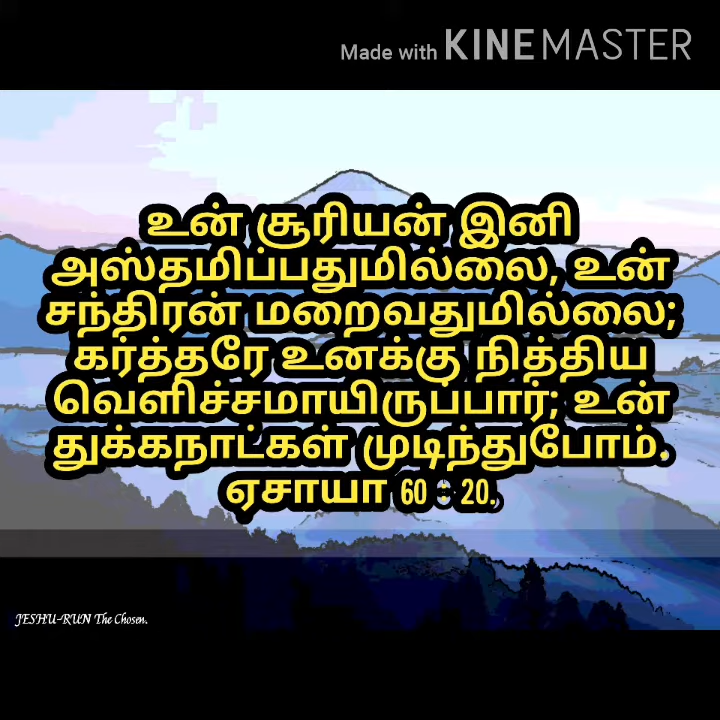 Made with KINEMASTER
உன் சூரியன் இனி
அஸ்தமிப்பதுமில்லை, உன்
சந்திரன் மறைவதுமில்லை;
கர்த்தரே உனக்கு நித்திய
வெளிச்சமாயிருப்பார்; உன்
துக்கநாட்கள் முடிந்துபோம்.
ஏசாயா 60 : 20.,
JESHU-RUN The Chosen.